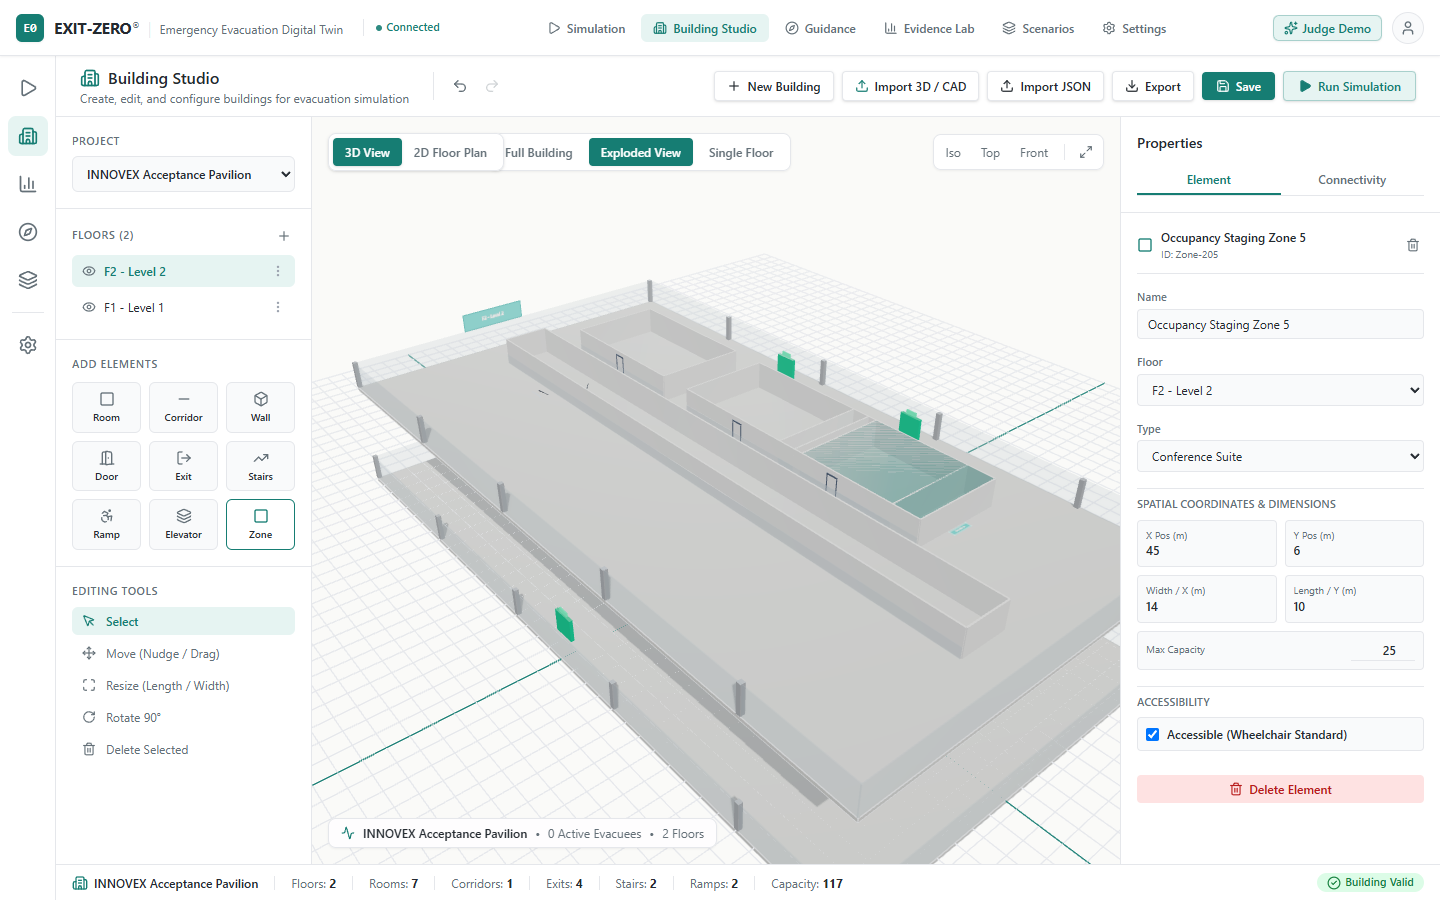 E0 EXIT-ZERO® Emergency Evacuation Digital Twin Connected Simulation Building Studio Guidance Evidence Lab Scenarios Settings Judge Demo
Building Studio
Create, edit, and configure buildings for evacuation simulation
New Building Import 3D / CAD Import JSON Export Save Run Simulation
PROJECT
INNOVEX Acceptance Pavilion
FLOORS (2)
F2 - Level 2
F1 - Level 1
ADD ELEMENTS
Room Corridor Wall
Door Exit Stairs
Ramp Elevator Zone
EDITING TOOLS
Select
Move (Nudge / Drag)
Resize (Length / Width)
Rotate 90°
Delete Selected
3D View 2D Floor Plan Full Building Exploded View Single Floor
Iso Top Front
INNOVEX Acceptance Pavilion • 0 Active Evacuees • 2 Floors
Properties
Element Connectivity
Occupancy Staging Zone 5
ID: Zone-205
Name
Occupancy Staging Zone 5
Floor
F2 - Level 2
Type
Conference Suite
SPATIAL COORDINATES & DIMENSIONS
X Pos (m) Y Pos (m)
45 6
Width / X (m) Length / Y (m)
14 10
Max Capacity 25
ACCESSIBILITY
Accessible (Wheelchair Standard)
Delete Element
INNOVEX Acceptance Pavilion Floors: 2 Rooms: 7 Corridors: 1 Exits: 4 Stairs: 2 Ramps: 2 Capacity: 117 Building Valid